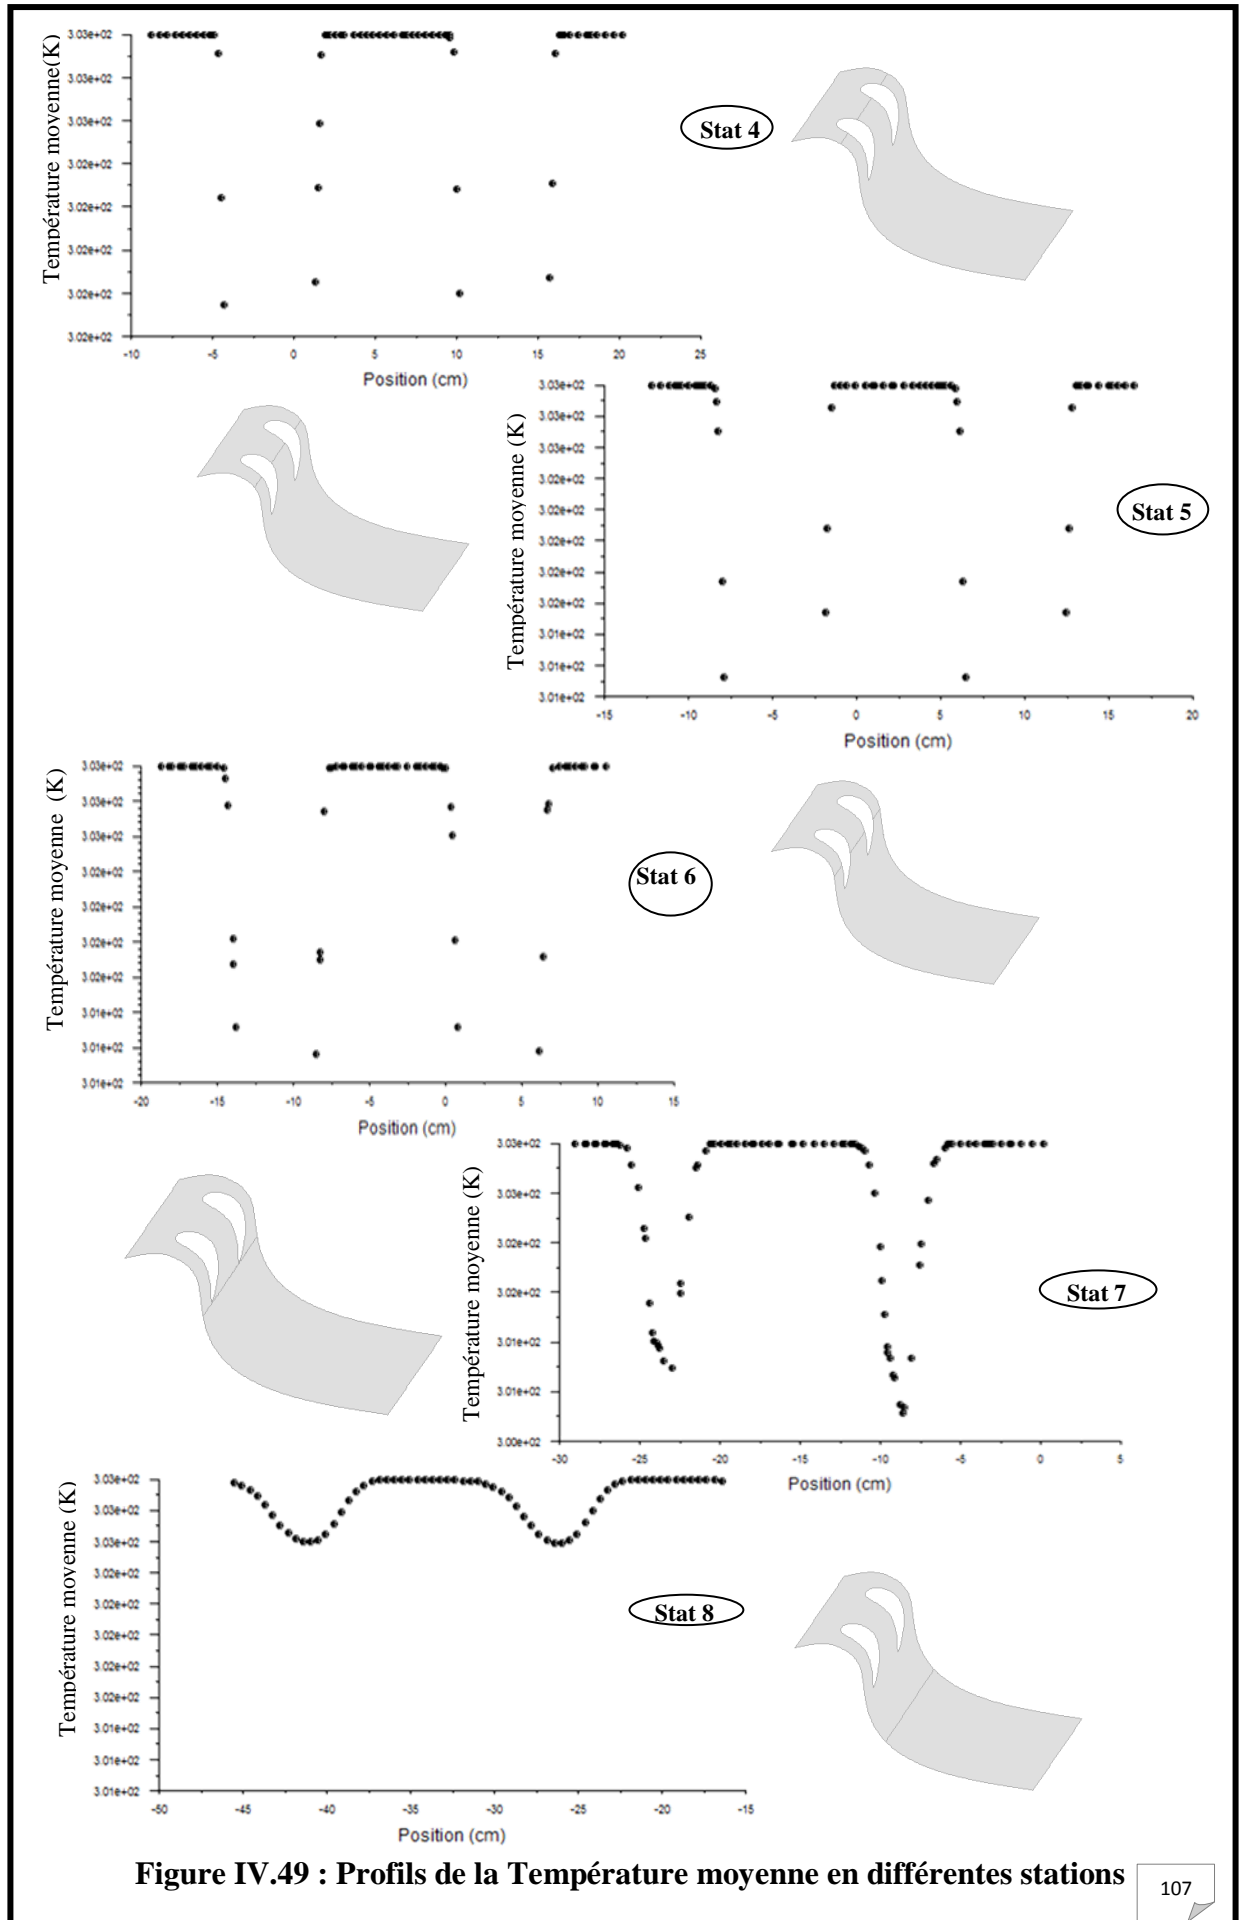 Température moyenne(K)
3.03e+02
3.03e+02
3.03e+02
3.02e+02
3.02e+02
3.02e+02
3.02e+02
3.02e+02
-10 -5 0 5 10 15 20 25
Position (cm)
Stat 4
Température moyenne (K)
3.03e+02
3.03e+02
3.03e+02
3.02e+02
3.02e+02
3.02e+02
3.02e+02
3.02e+02
3.01e+02
3.01e+02
3.01e+02
-15 -10 -5 0 5 10 15 20
Position (cm)
Stat 5
Température moyenne (K)
3.03e+02
3.03e+02
3.03e+02
3.02e+02
3.02e+02
3.02e+02
3.02e+02
3.01e+02
3.01e+02
3.01e+02
-20 -15 -10 -5 0 5 10 15
Position (cm)
Stat 6
Température moyenne (K)
3.03e+02
3.03e+02
3.02e+02
3.02e+02
3.01e+02
3.01e+02
3.00e+02
-30 -25 -20 -15 -10 -5 0 5
Position (cm)
Stat 7
Température moyenne (K)
3.03e+02
3.03e+02
3.03e+02
3.02e+02
3.02e+02
3.02e+02
3.02e+02
3.02e+02
3.01e+02
3.01e+02
3.01e+02
-50 -45 -40 -35 -30 -25 -20 -15
Position (cm)
Stat 8
Figure IV.49 : Profils de la Température moyenne en différentes stations
107